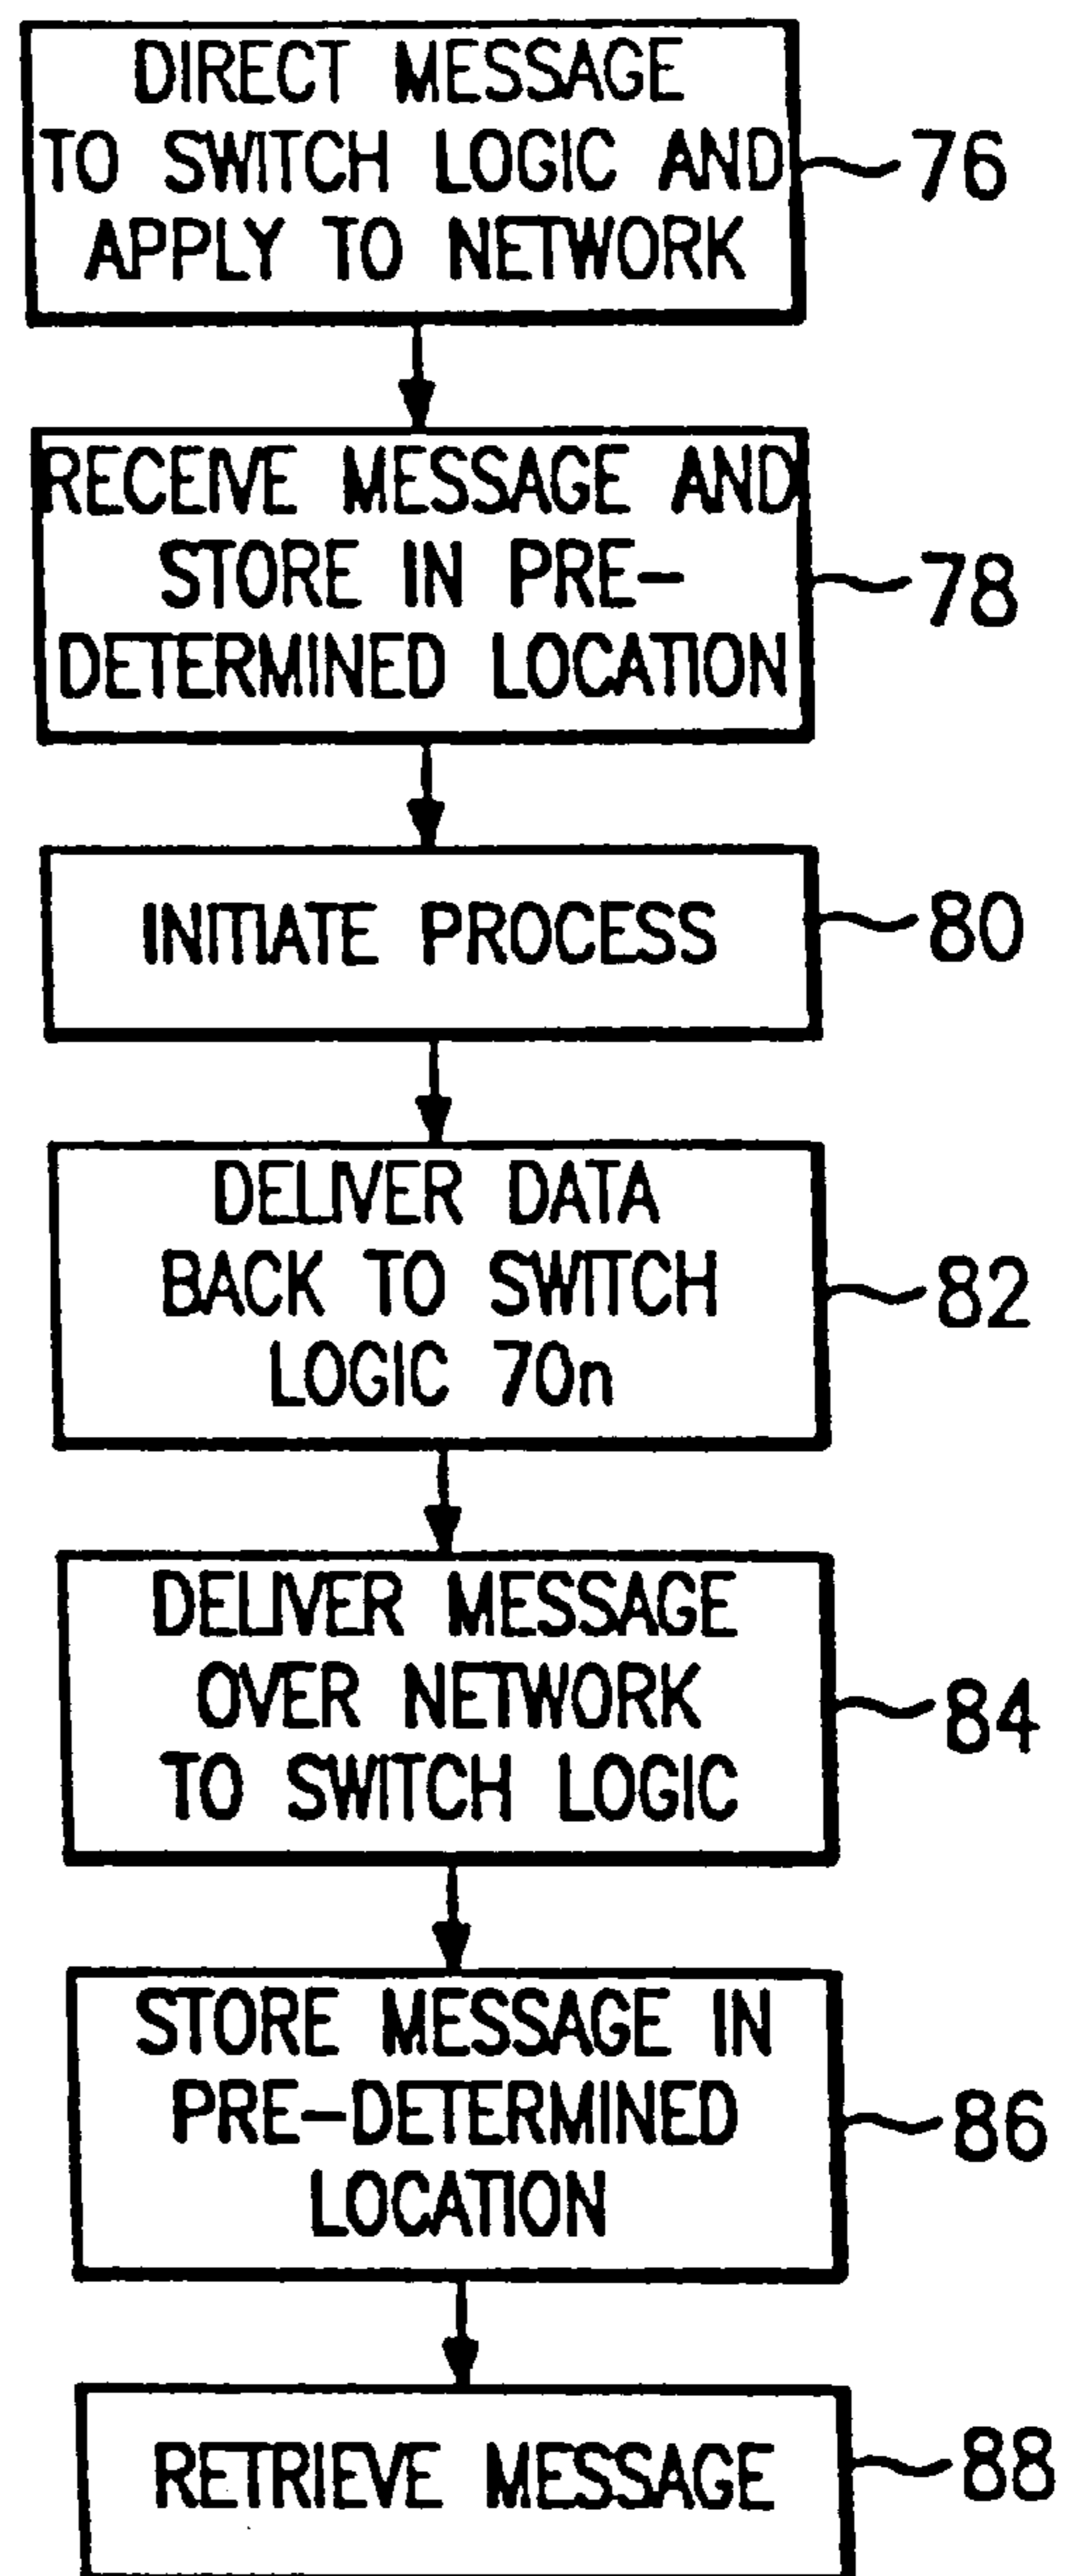 DIRECT MESSAGE
TO SWITCH LOGIC AND
APPLY TO NETWORK
76
RECEIVE MESSAGE AND
STORE IN PRE-
DETERMINED LOCATION
78
INITIATE PROCESS
80
DELIVER DATA
BACK TO SWITCH
LOGIC 70n
82
DELIVER MESSAGE
OVER NETWORK
TO SWITCH LOGIC
84
STORE MESSAGE IN
PRE-DETERMINED
LOCATION
86
RETRIEVE MESSAGE
88